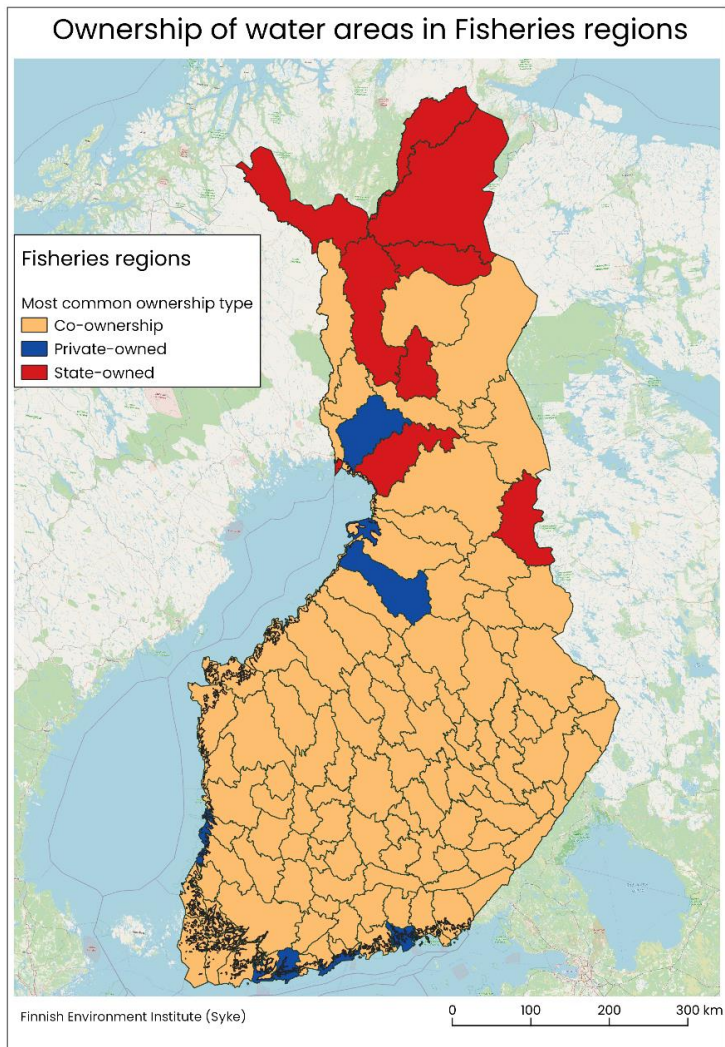 Ownership of water areas in Fisheries regions
Fisheries regions
Most common ownership type
Co-ownership
Private-owned
State-owned
Finnish Environment Institute (Syke)
0 100 200 300 km